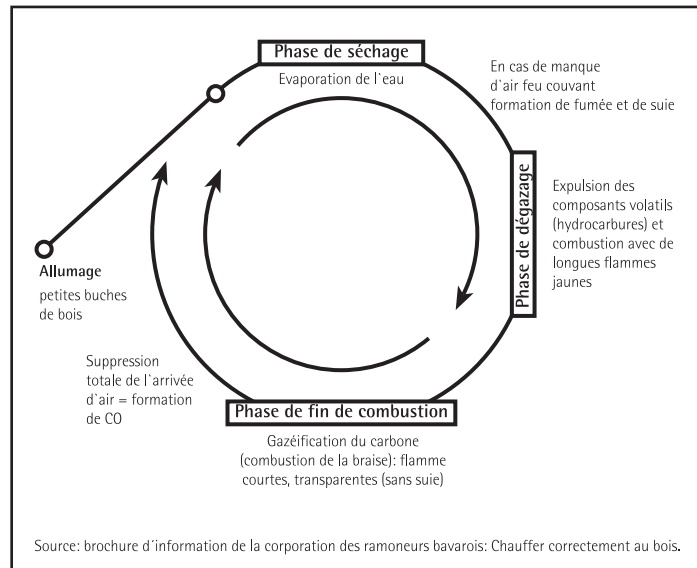 Phase de séchage
Evaporation de l`eau
En cas de manque
d`air feu couvant
formation de fumée et de suie
Phase de dégazage
Expulsion des
composants volatils
(hydrocarbures) et
combustion avec de
longues flammes
jaunes
Allumage
petites buches
de bois
Suppression
totale de l`arrivée
d`air = formation
de CO
Phase de fin de combustion
Gazéification du carbone
(combustion de la braise): flamme
courtes, transparentes (sans suie)
Source: brochure d´information de la corporation des ramoneurs bavarois: Chauffer correctement au bois.